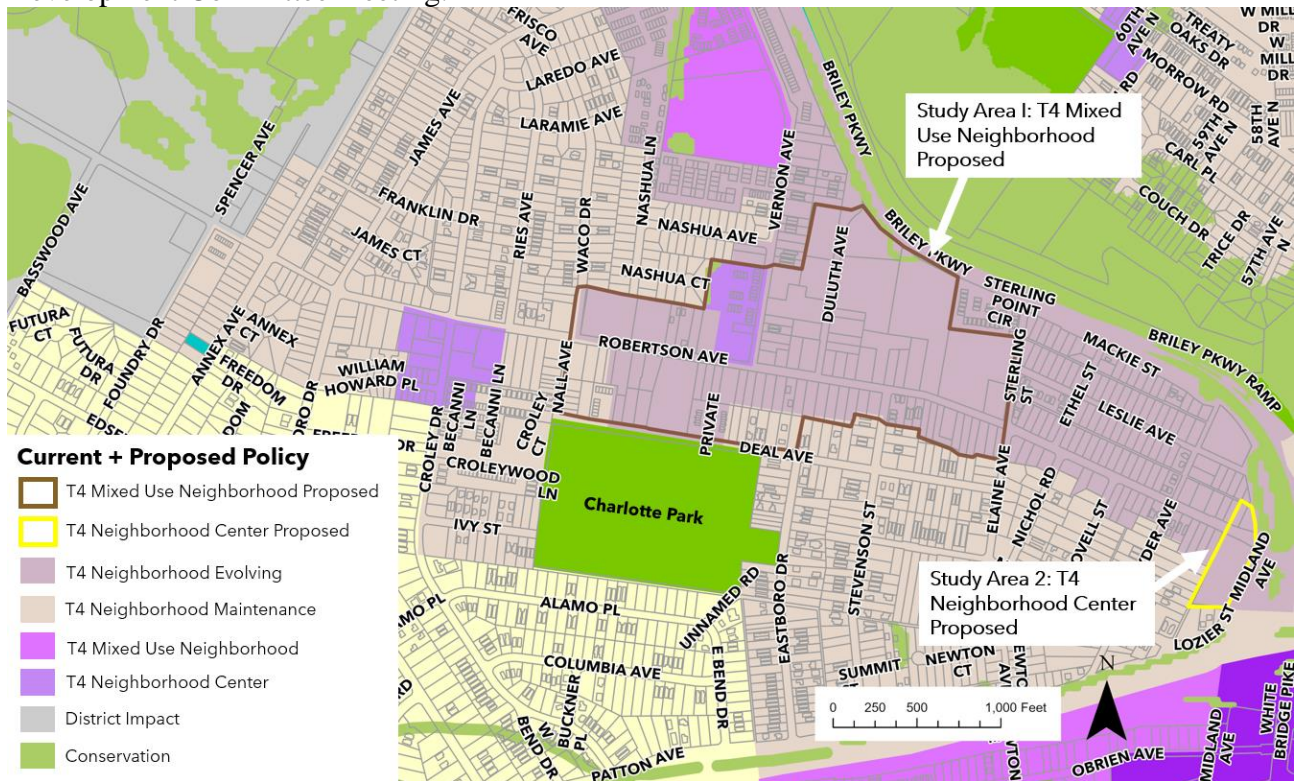 Development Committee Meeting.
FRISCO
AVE
LAREDO AVE
LARAMIE AVE
JAMES AVE
SPENCER AVE
BASSWOOD AVE
FRANKLIN DR
JAMES CT
RIES AVE
WACO DR
NASHUA LN
NASHUA AVE
NASHUA CT
VERNON AVE
BRILEY PKWY
DULUTH AVE
BRILEY PKWY
60TH
AVE N
TREATY
OAKS DR
MORROW RD
W MILL
DR
W MILL
DR
RD
59TH
AVE N
58TH
AVE N
CARL PL
COUCH DR
TRICE DR
57TH AVE
N
Study Area I: T4 Mixed
Use Neighborhood
Proposed
STERLING
POINT
CIR
STERLING
ST
MACKIE ST
BRILEY PKWY RAMP
ETHEL ST
LESLIE AVE
FUTURA
CT
FUTURA
DR
FOUNDRY DR
ANNEX AVE
ANNEX
CT
FREEDOM
DR
WILLIAM
HOWARD PL
ROBERTSON AVE
NALL AVE
CROLEY
CT
BECANNI
LN
BECANNI LN
CROLEY DR
CROLEYWOOD
LN
IVY ST
PRIVATE
DEAL AVE
Charlotte Park
ELAINE AVE
NICHOL RD
STEVENSON ST
EASTBORO DR
UNNAMED RD
ALAMO PL
COLUMBIA AVE
BUCKNER
PL
W
BEND DR
E BEND DR
PATTON AVE
SUMMIT
NEWTON
CT
LOZIER ST
MIDLAND
AVE
Study Area 2: T4
Neighborhood Center
Proposed
N
0 250 500 1,000 Feet
OBRIEN AVE
MIDLAND
AVE
WHITE
BRIDGE PIKE
Current + Proposed Policy
T4 Mixed Use Neighborhood Proposed
T4 Neighborhood Center Proposed
T4 Neighborhood Evolving
T4 Neighborhood Maintenance
T4 Mixed Use Neighborhood
T4 Neighborhood Center
District Impact
Conservation